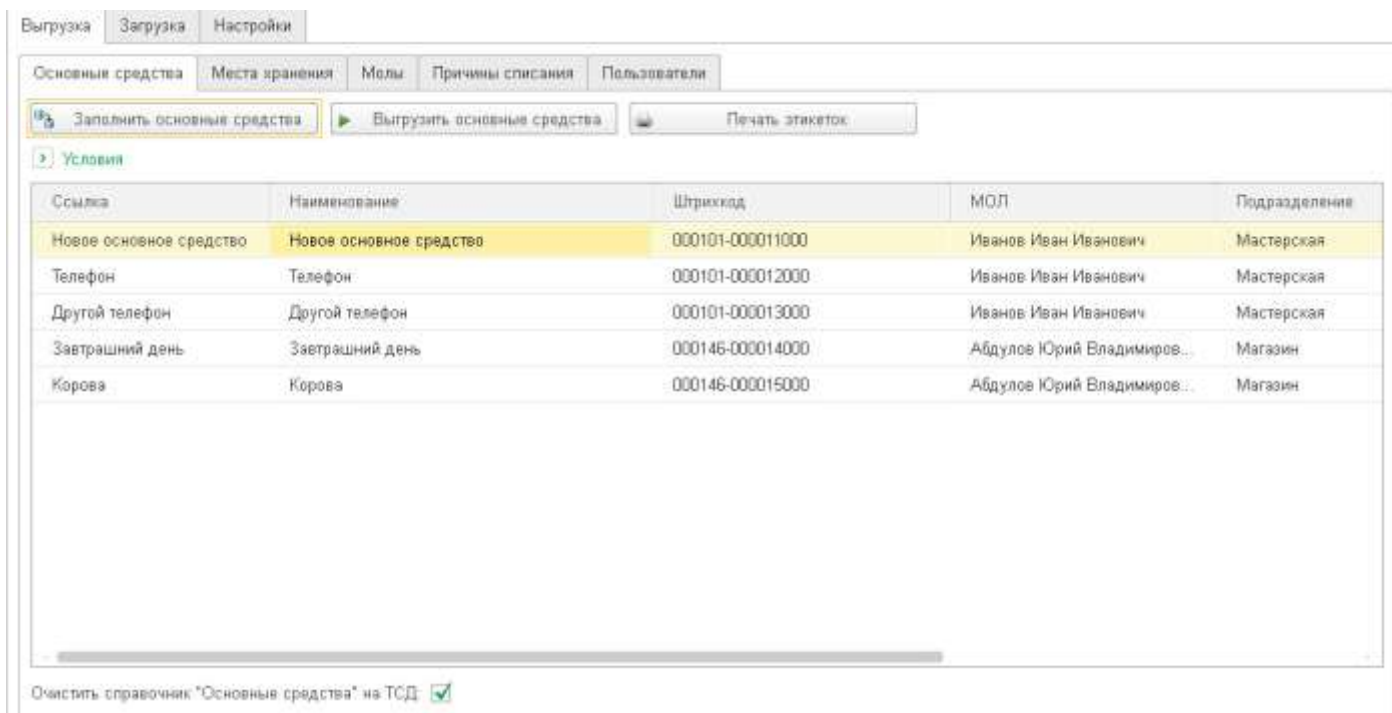 Выгрузка Загрузка Настройки
Основные средства Места хранения Молы Причины списания Пользователи
Заполнить основные средства Выгрузить основные средства Печать этикеток
Условия
Ссылка Наименование Штрихкод МОЛ Подразделение
Новое основное средство Новое основное средство 000101-000011000 Иванов Иван Иванович Мастерская
Телефон Телефон 000101-000012000 Иванов Иван Иванович Мастерская
Другой телефон Другой телефон 000101-000013000 Иванов Иван Иванович Мастерская
Завтрашний день Завтрашний день 000146-000014000 Абдулов Юрий Владимиров... Магазин
Корова Корова 000146-000015000 Абдулов Юрий Владимиров... Магазин
Очистить справочник "Основные средства" на ТСД: